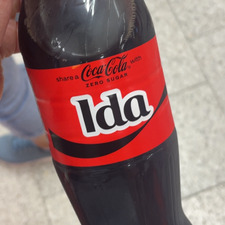 share a Coca-Cola with
ZERO SUGAR
Ida